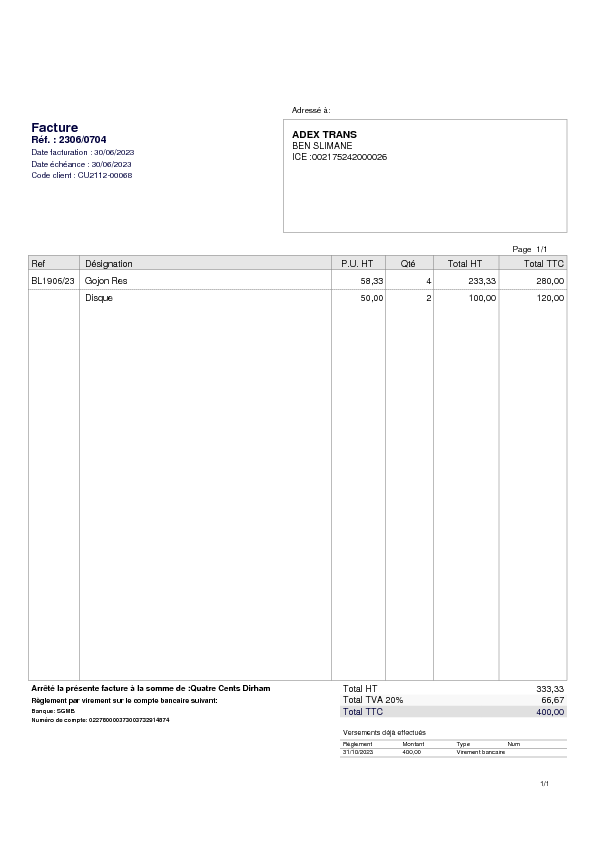 Adressé à:
Facture
Réf. : 2306/0704
Date facturation : 30/06/2023
Date échéance : 30/06/2023
Code client : CU2112-00068
ADEX TRANS
BEN SLIMANE
ICE :002175242000026
Page 1/1
Ref Désignation P.U. HT Qté Total HT Total TTC
BL1906/23 Gojon Res 58,33 4 233,33 280,00
Disque 50,00 2 100,00 120,00
Arrêté la présente facture à la somme de :Quatre Cents Dirham
Règlement par virement sur le compte bancaire suivant:
Banque: SGMB
Numéro de compte:
Total HT 333,33
Total TVA 20% 66,67
Total TTC 400,00
Versements déjà effectués
Règlement Montant Type Num
31/10/2023 400,00 Virement bancaire
1/1